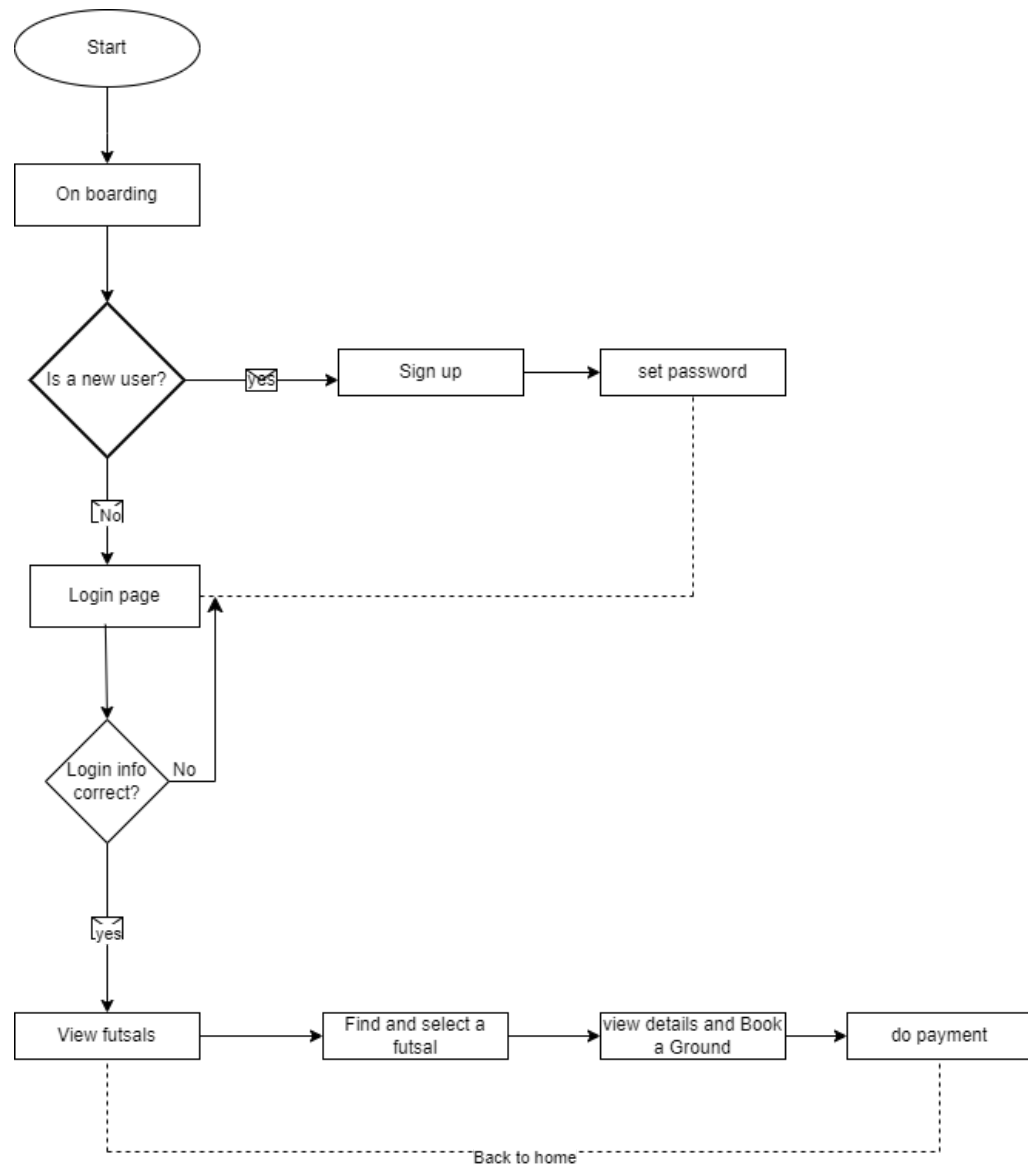 Start
On boarding
Is a new user?
yes
Sign up
set password
No
Login page
Login info
correct?
No
yes
View futsals
Find and select a
futsal
view details and Book
a Ground
do payment
Back to home